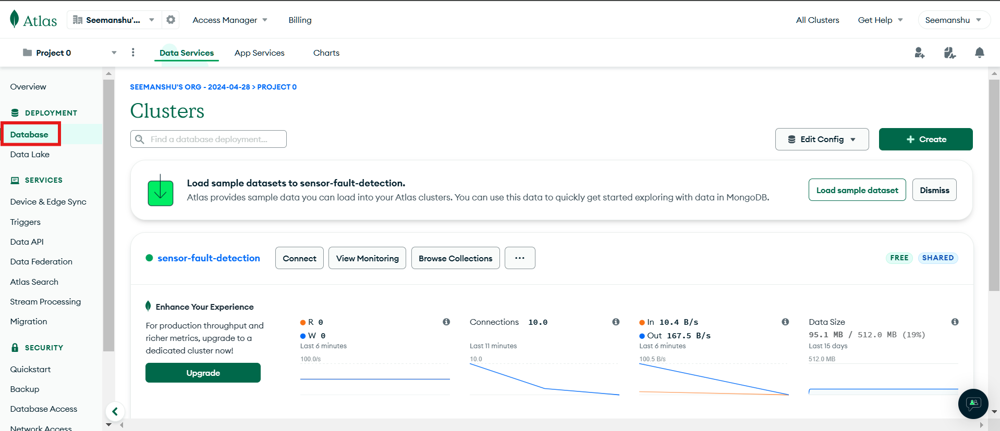 Atlas
Seemanshu'...
Access Manager
Billing
All Clusters
Get Help
Seemanshu
Project 0
Data Services
App Services
Charts
Overview
DEPLOYMENT
Database
Data Lake
SERVICES
Device & Edge Sync
Triggers
Data API
Data Federation
Atlas Search
Stream Processing
Migration
SECURITY
Quickstart
Backup
Database Access
Network Access
SEEMANSHU'S ORG - 2024-04-28 > PROJECT 0
Clusters
Find a database deployment...
Edit Config
+ Create
Load sample datasets to sensor-fault-detection.
Atlas provides sample data you can load into your Atlas clusters. You can use this data to quickly get started exploring with data in MongoDB.
Load sample dataset
Dismiss
sensor-fault-detection
Connect
View Monitoring
Browse Collections
...
FREE
SHARED
Enhance Your Experience
For production throughput and
richer metrics, upgrade to a
dedicated cluster now!
Upgrade
R 0
W 0
Last 6 minutes
100.0/s
Connections 10.0
Last 11 minutes
10.0
In 10.4 B/s
Out 167.5 B/s
Last 6 minutes
100.5 B/s
Data Size
95.1 MB / 512.0 MB (19%)
Last 15 days
512.0 MB